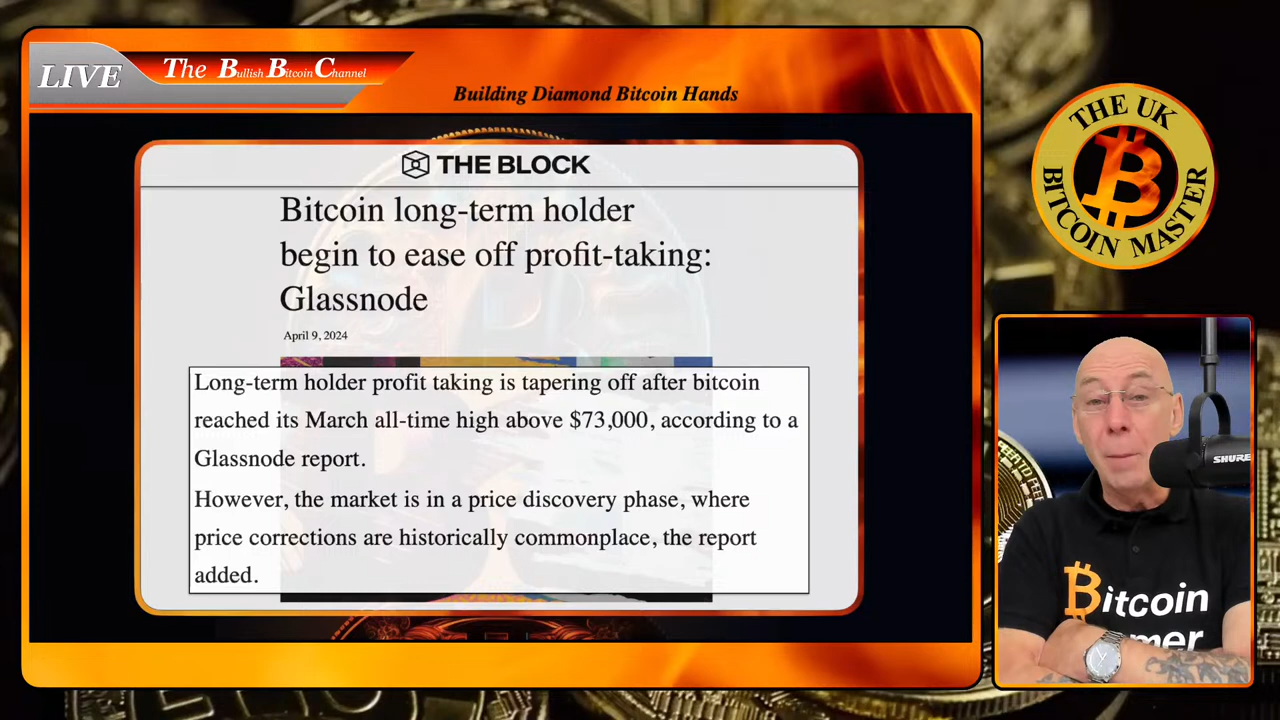 LIVE
The Bullish Bitcoin Channel
Building Diamond Bitcoin Hands
THE BLOCK
Bitcoin long-term holder
begin to ease off profit-taking:
Glassnode
April 9, 2024
Long-term holder profit taking is tapering off after bitcoin
reached its March all-time high above $73,000, according to a
Glassnode report.
However, the market is in a price discovery phase, where
price corrections are historically commonplace, the report
added.
THE UK
BITCOIN MASTER
SHURE
Bitcoin